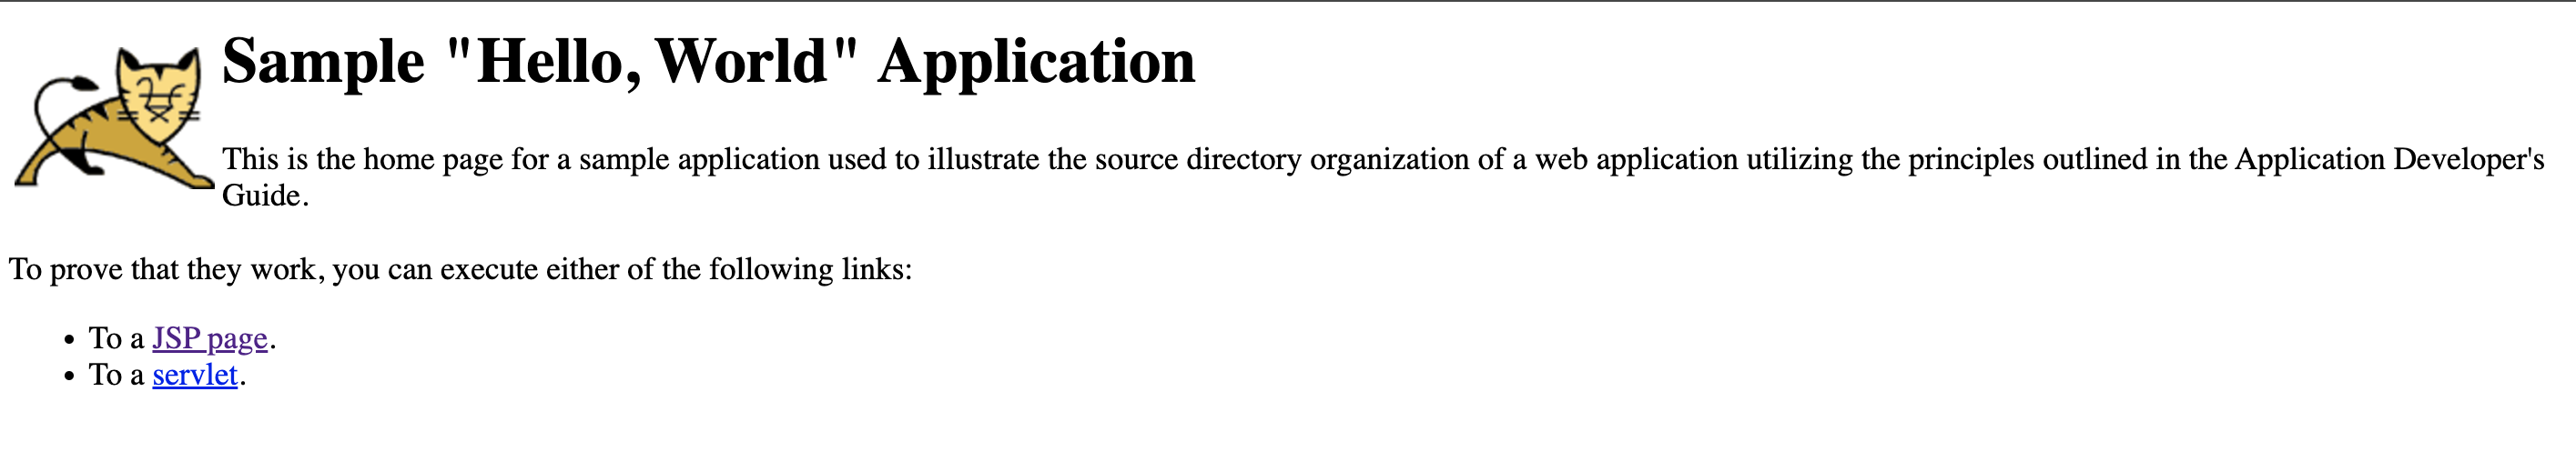 Sample "Hello, World" Application
This is the home page for a sample application used to illustrate the source directory organization of a web application utilizing the principles outlined in the Application Developer's
Guide.
To prove that they work, you can execute either of the following links:
• To a JSP page.
• To a servlet.